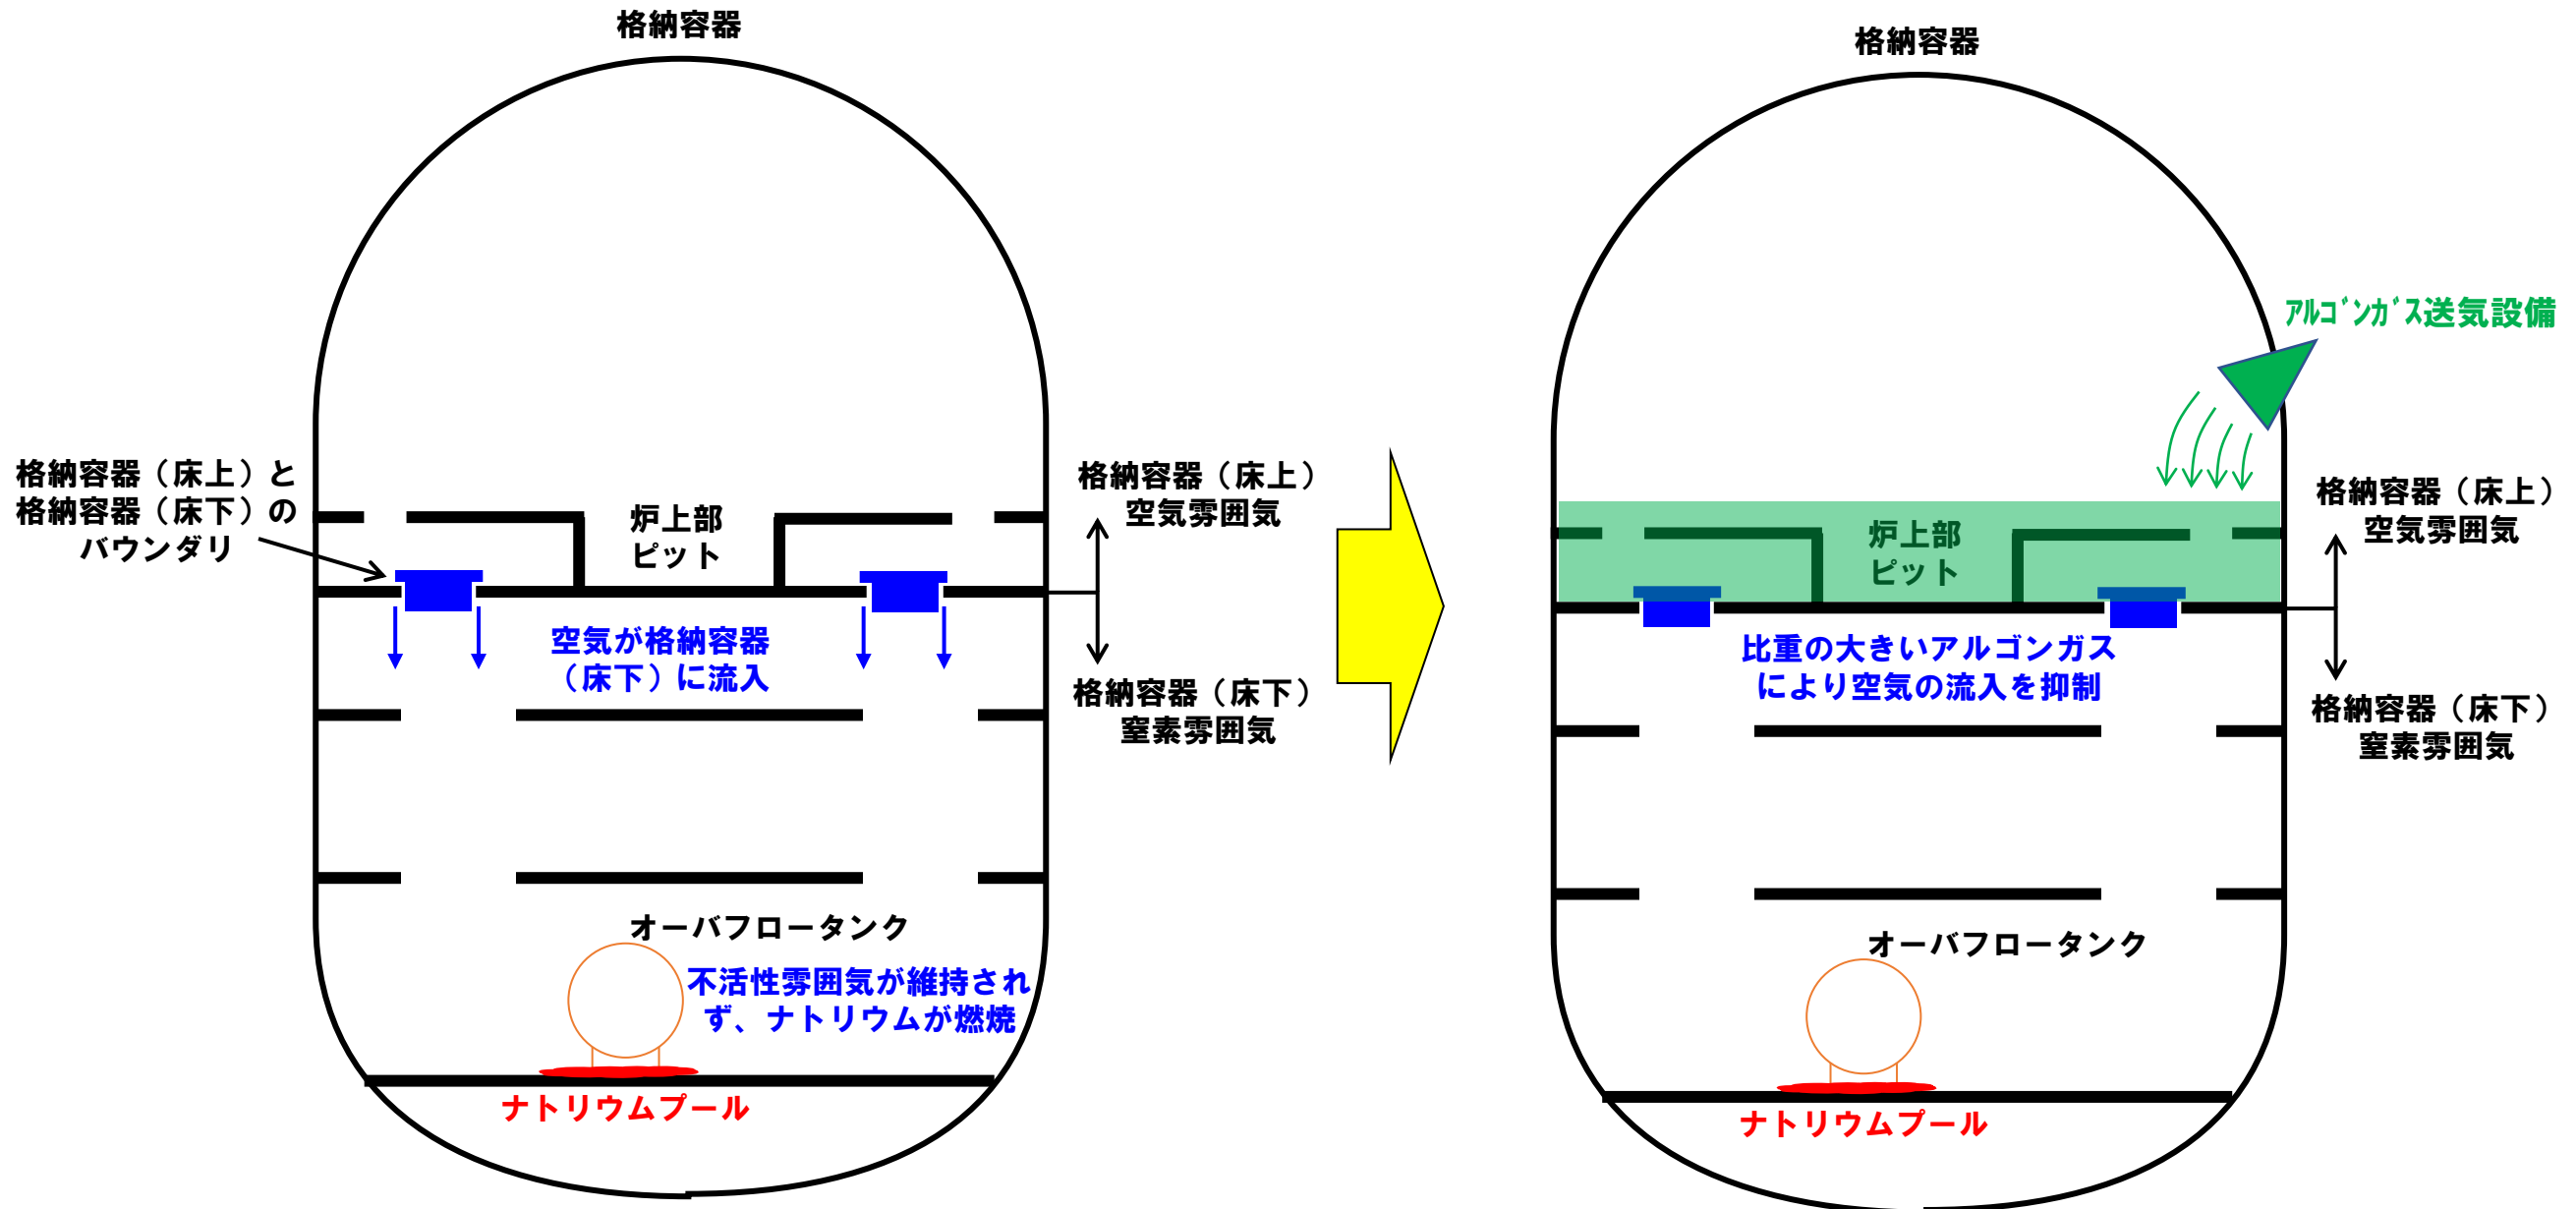 格納容器
格納容器（床上）と
格納容器（床下）の
バウンダリ
炉上部
ピット
格納容器（床上）
空気雰囲気
空気が格納容器
（床下）に流入
格納容器（床下）
窒素雰囲気
オーバフロータンク
不活性雰囲気が維持され
ず、ナトリウムが燃焼
ナトリウムプール
格納容器
ｱﾙｺﾞﾝｶﾞｽ送気設備
炉上部
ピット
格納容器（床上）
空気雰囲気
比重の大きいアルゴンガス
により空気の流入を抑制
格納容器（床下）
窒素雰囲気
オーバフロータンク
ナトリウムプール